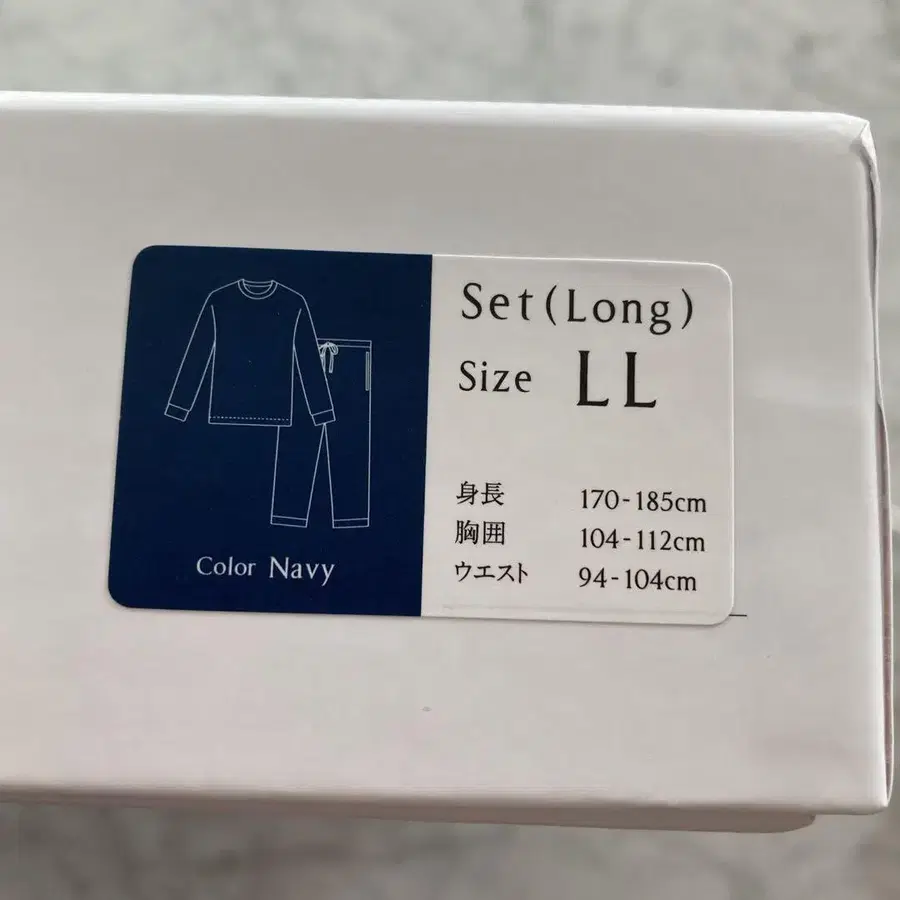 Set(Long)
Size LL
身長 170-185cm
胸囲 104-112cm
ウエスト 94-104cm
Color Navy